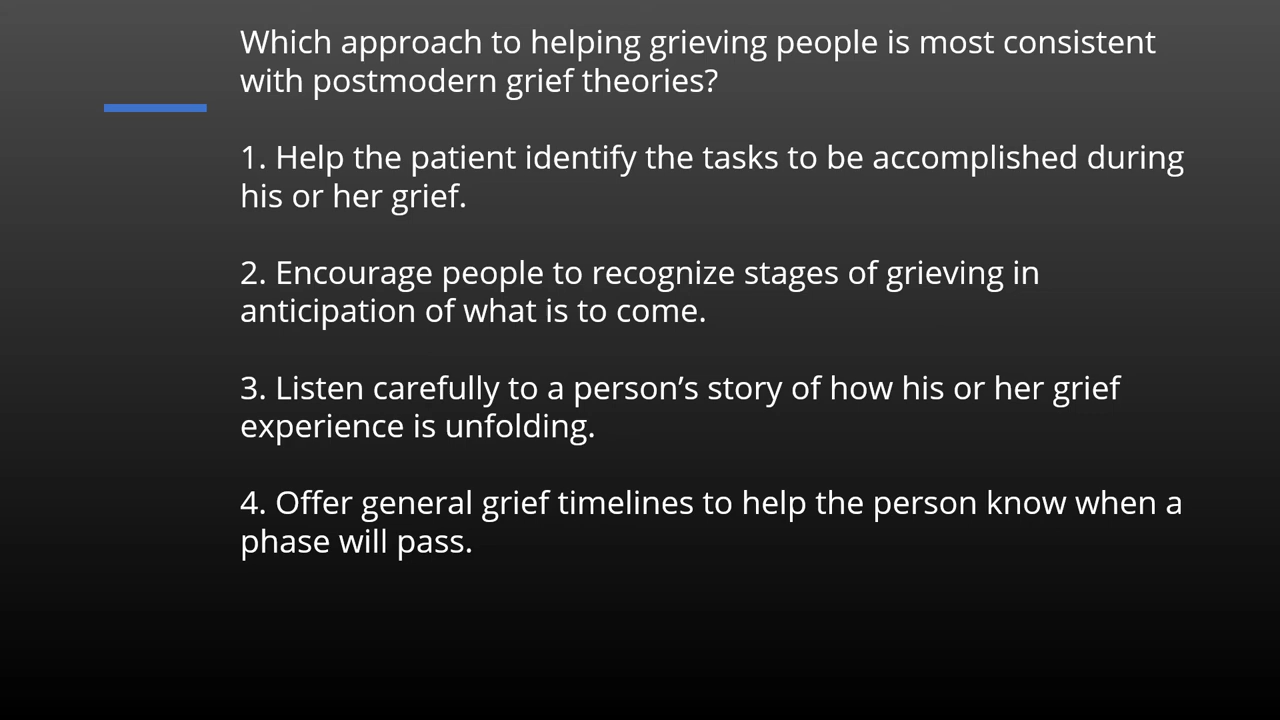 Which approach to helping grieving people is most consistent
with postmodern grief theories?
1. Help the patient identify the tasks to be accomplished during
his or her grief.
2. Encourage people to recognize stages of grieving in
anticipation of what is to come.
3. Listen carefully to a person’s story of how his or her grief
experience is unfolding.
4. Offer general grief timelines to help the person know when a
phase will pass.